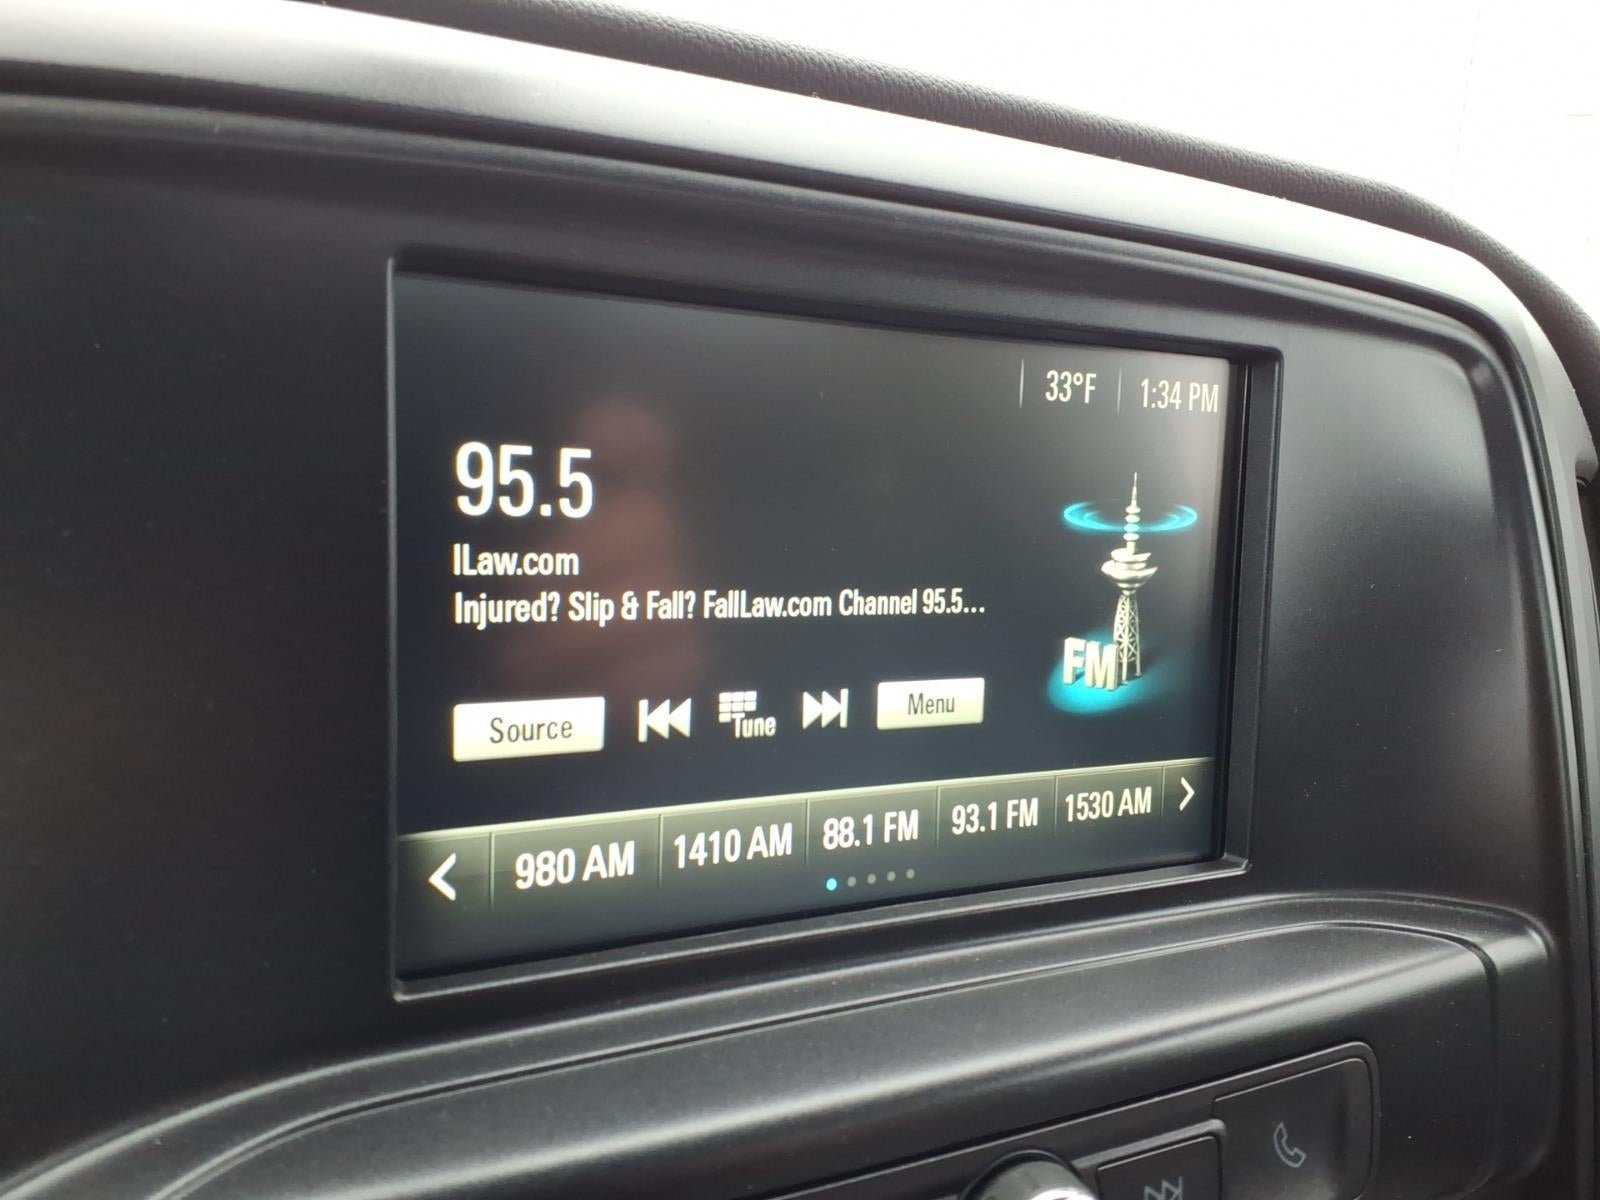 33°F 1:34 PM
95.5
lLaw.com
Injured? Slip & Fall? FallLaw.com Channel 95.5...
FM
Source Tune Menu
980 AM 1410 AM 88.1 FM 93.1 FM 1530 AM